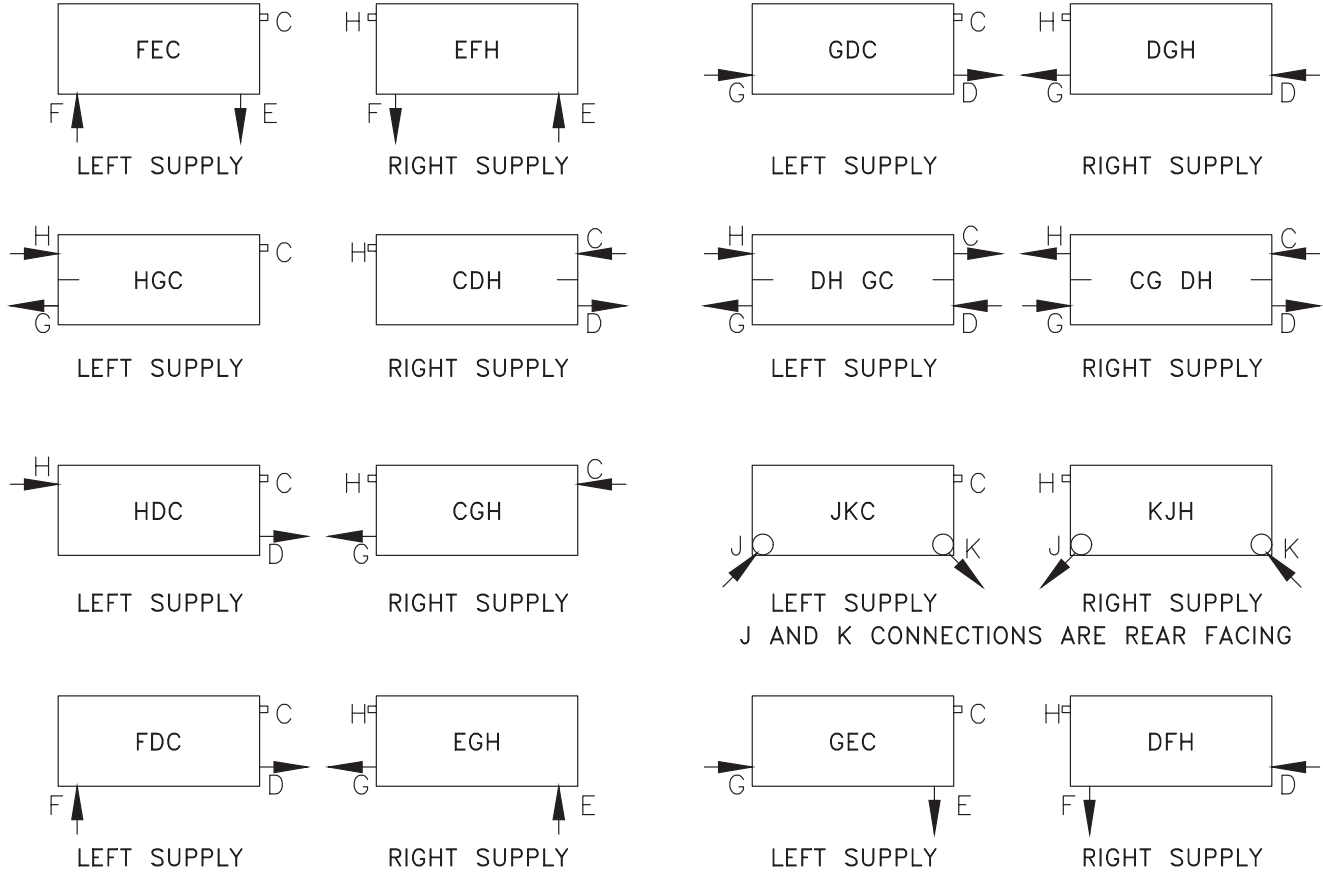 FEC
C
F
E
LEFT SUPPLY
EFH
H
F
E
RIGHT SUPPLY
GDC
C
G
D
LEFT SUPPLY
DGH
H
G
D
RIGHT SUPPLY
H
HGC
C
G
LEFT SUPPLY
H
CDH
C
D
RIGHT SUPPLY
H
C
DH GC
G
D
LEFT SUPPLY
H
C
CG DH
G
D
RIGHT SUPPLY
H
HDC
C
D
LEFT SUPPLY
H
CGH
C
G
RIGHT SUPPLY
C
JKC
J
K
LEFT SUPPLY
H
KJH
J
K
RIGHT SUPPLY
J AND K CONNECTIONS ARE REAR FACING
C
FDC
D
F
LEFT SUPPLY
H
EGH
G
E
RIGHT SUPPLY
C
GEC
G
E
LEFT SUPPLY
H
DFH
D
F
RIGHT SUPPLY